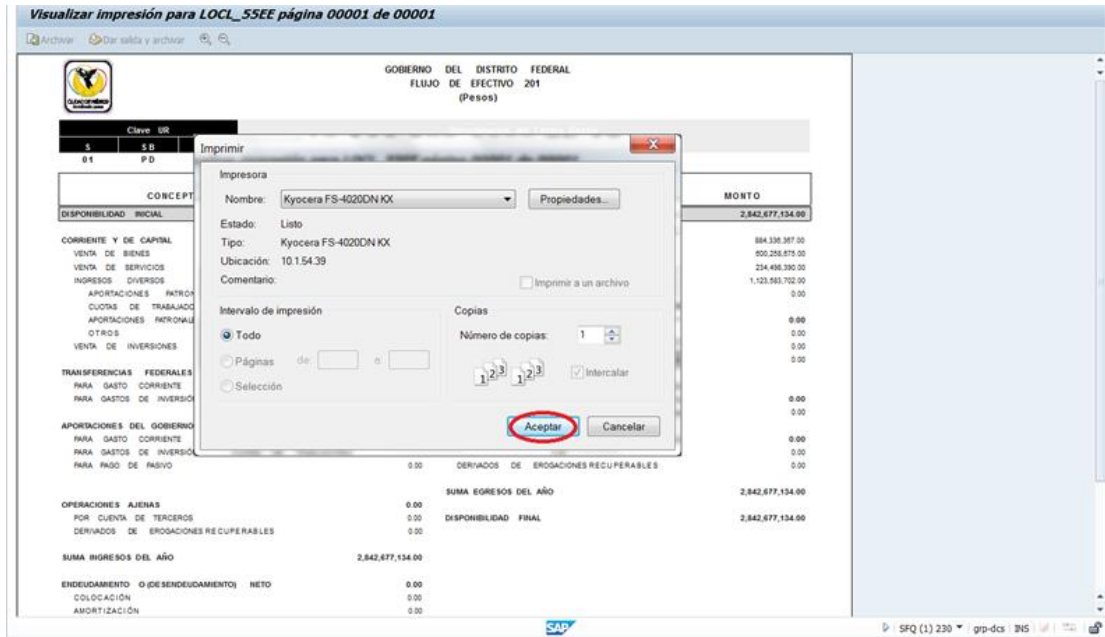 Visualizar impresión para LOCL_55EE página 00001 de 00001
Archivar Dar salida y archivar
GOBIERNO DEL DISTRITO FEDERAL
FLUJO DE EFECTIVO 201
(Pesos)
CIUDAD DE MÉXICO
Clave UR
S SB
01 PD
Imprimir
Impresora
Nombre: Kyocera FS-4020DN KX Propiedades...
Estado: Listo
Tipo: Kyocera FS-4020DN KX
Ubicación: 10.1.54.39
Comentario: Imprimir a un archivo
Intervalo de impresión
Todo
Páginas de: a:
Selección
Copias
Número de copias: 1
1 2 3 1 2 3 Intercalar
Aceptar Cancelar
CONCEPT MONTO
DISPONIBILIDAD INICIAL 2,842,677,134.00
CORRIENTE Y DE CAPITAL 884,336,367.00
VENTA DE BIENES 600,258,675.00
VENTA DE SERVICIOS 234,498,390.00
INGRESOS DIVERSOS 1,123,583,702.00
APORTACIONES PATRON 0.00
CUOTAS DE TRABAJADO
APORTACIONES PATRONALE 0.00
OTROS 0.00
VENTA DE INVERSIONES 0.00
0.00
TRANSFERENCIAS FEDERALES
PARA GASTO CORRIENTE
PARA GASTOS DE INVERSIÓ 0.00
0.00
APORTACIONES DEL GOBIERNO
PARA GASTO CORRIENTE 0.00
PARA GASTOS DE INVERSIÓ 0.00
PARA PAGO DE PASIVO 0.00 DERIVADOS DE EROGACIONES RECUPERABLES 0.00
SUMA EGRESOS DEL AÑO 2,842,677,134.00
OPERACIONES AJENAS 0.00
POR CUENTA DE TERCEROS 0.00 DISPONIBILIDAD FINAL 2,842,677,134.00
DERIVADOS DE EROGACIONES RECUPERABLES 0.00
SUMA INGRESOS DEL AÑO 2,842,677,134.00
ENDEUDAMIENTO O (DESENDEUDAMIENTO) NETO 0.00
COLOCACIÓN 0.00
AMORTIZACIÓN 0.00
SAP SFQ (1) 230 grp-dcs INS